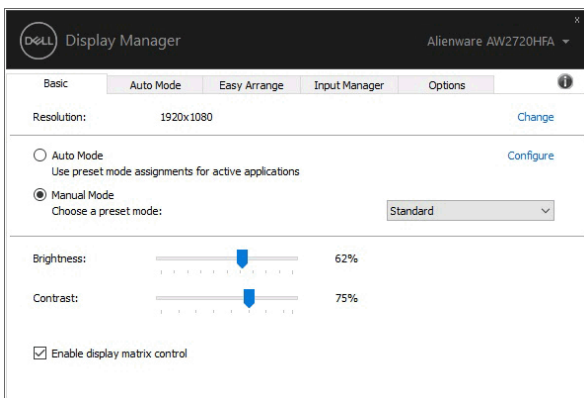 DELL Display Manager Alienware AW2720HFA
x
Basic Auto Mode Easy Arrange Input Manager Options i
Resolution: 1920x1080 Change
Auto Mode Configure
Use preset mode assignments for active applications
Manual Mode
Choose a preset mode: Standard
Brightness: 62%
Contrast: 75%
Enable display matrix control